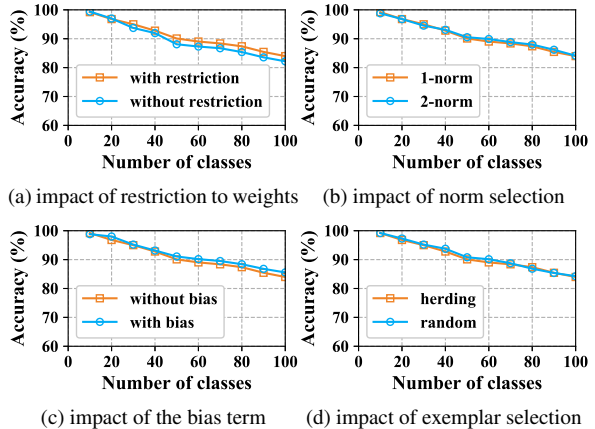 100
90
80
70
60
Accuracy (%)
with restriction
without restriction
0 20 40 60 80 100
Number of classes
(a) impact of restriction to weights
100
90
80
70
60
Accuracy (%)
1-norm
2-norm
0 20 40 60 80 100
Number of classes
(b) impact of norm selection
100
90
80
70
60
Accuracy (%)
without bias
with bias
0 20 40 60 80 100
Number of classes
(c) impact of the bias term
100
90
80
70
60
Accuracy (%)
herding
random
0 20 40 60 80 100
Number of classes
(d) impact of exemplar selection